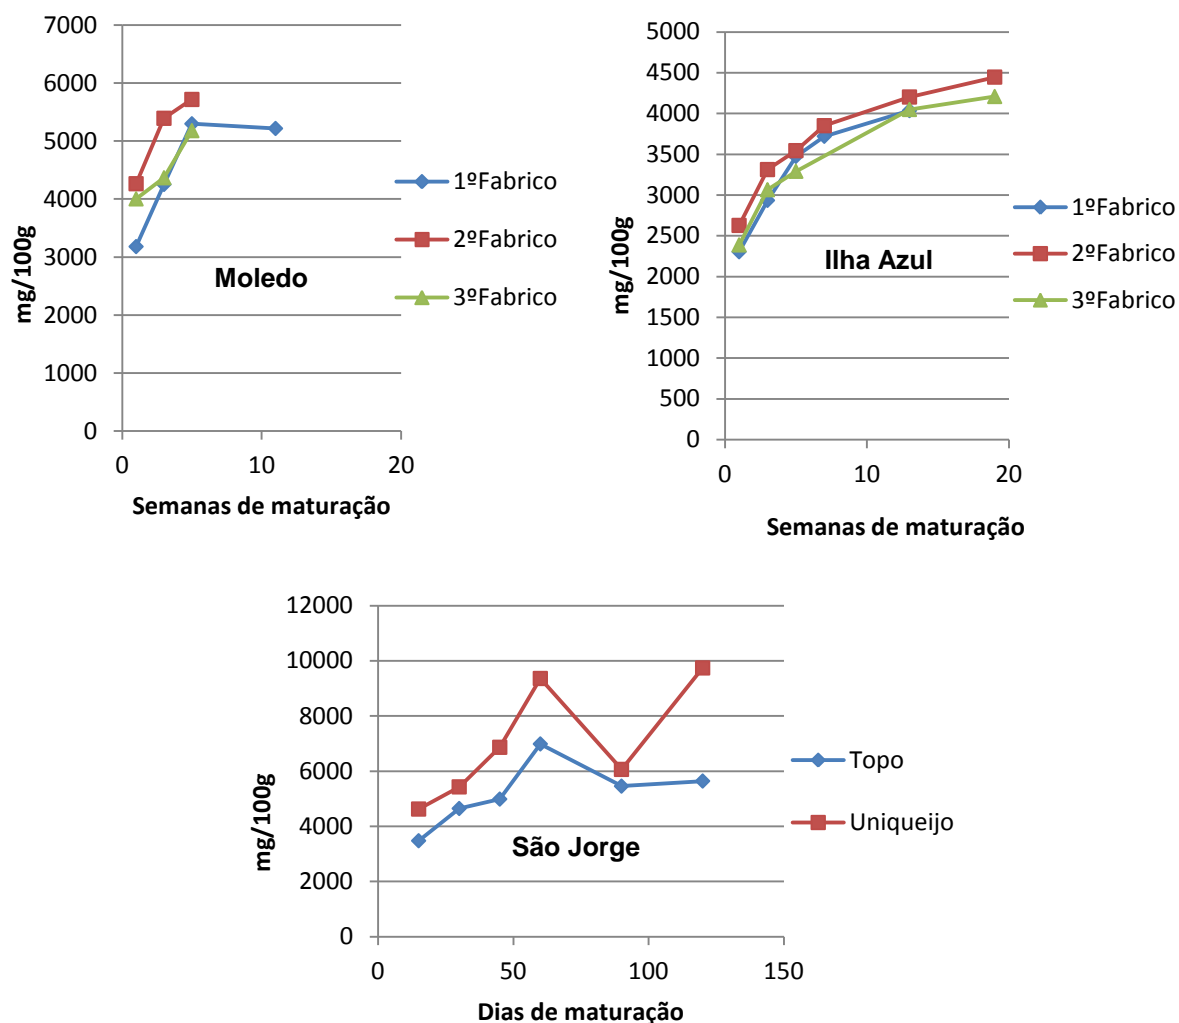 7000
6000
5000
4000
3000
2000
1000
0
mg/100g
0 10 20
Semanas de maturação
Moledo
1ºFabrico
2ºFabrico
3ºFabrico
5000
4500
4000
3500
3000
2500
2000
1500
1000
500
0
mg/100g
0 10 20
Semanas de maturação
Ilha Azul
1ºFabrico
2ºFabrico
3ºFabrico
12000
10000
8000
6000
4000
2000
0
mg/100g
0 50 100 150
Dias de maturação
São Jorge
Topo
Uniqueijo